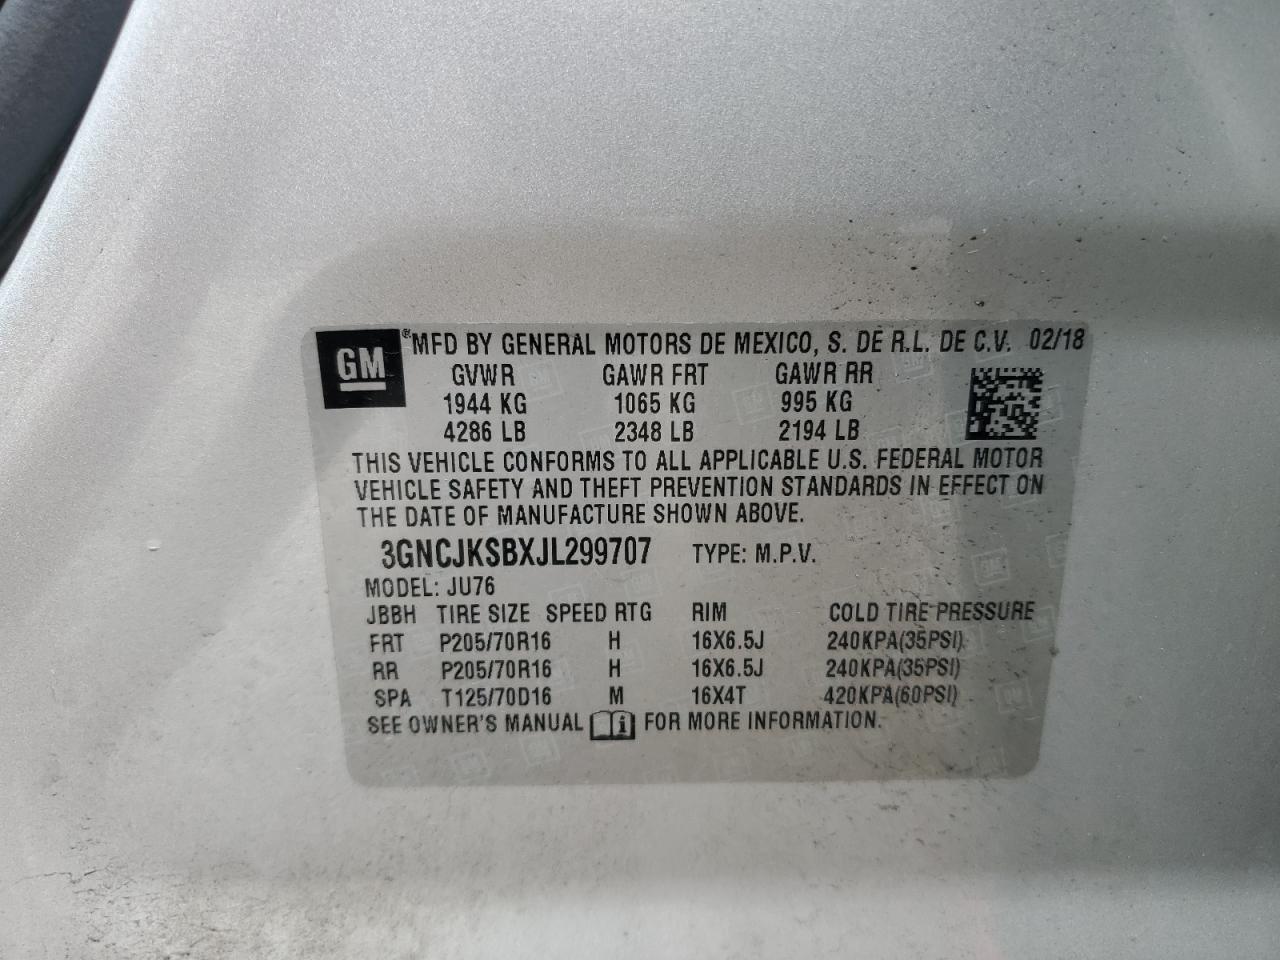 GM ® MFD BY GENERAL MOTORS DE MEXICO, S. DE R.L. DE C.V. 02/18
GVWR GAWR FRT GAWR RR
1944 KG 1065 KG 995 KG
4286 LB 2348 LB 2194 LB
THIS VEHICLE CONFORMS TO ALL APPLICABLE U.S. FEDERAL MOTOR
VEHICLE SAFETY AND THEFT PREVENTION STANDARDS IN EFFECT ON
THE DATE OF MANUFACTURE SHOWN ABOVE.
3GNCJKSBXJL299707 TYPE: M.P.V.
MODEL: JU76
JBBH TIRE SIZE SPEED RTG RIM COLD TIRE PRESSURE
FRT P205/70R16 H 16X6.5J 240KPA(35PSI)
RR P205/70R16 H 16X6.5J 240KPA(35PSI)
SPA T125/70D16 M 16X4T 420KPA(60PSI)
SEE OWNER'S MANUAL i FOR MORE INFORMATION.